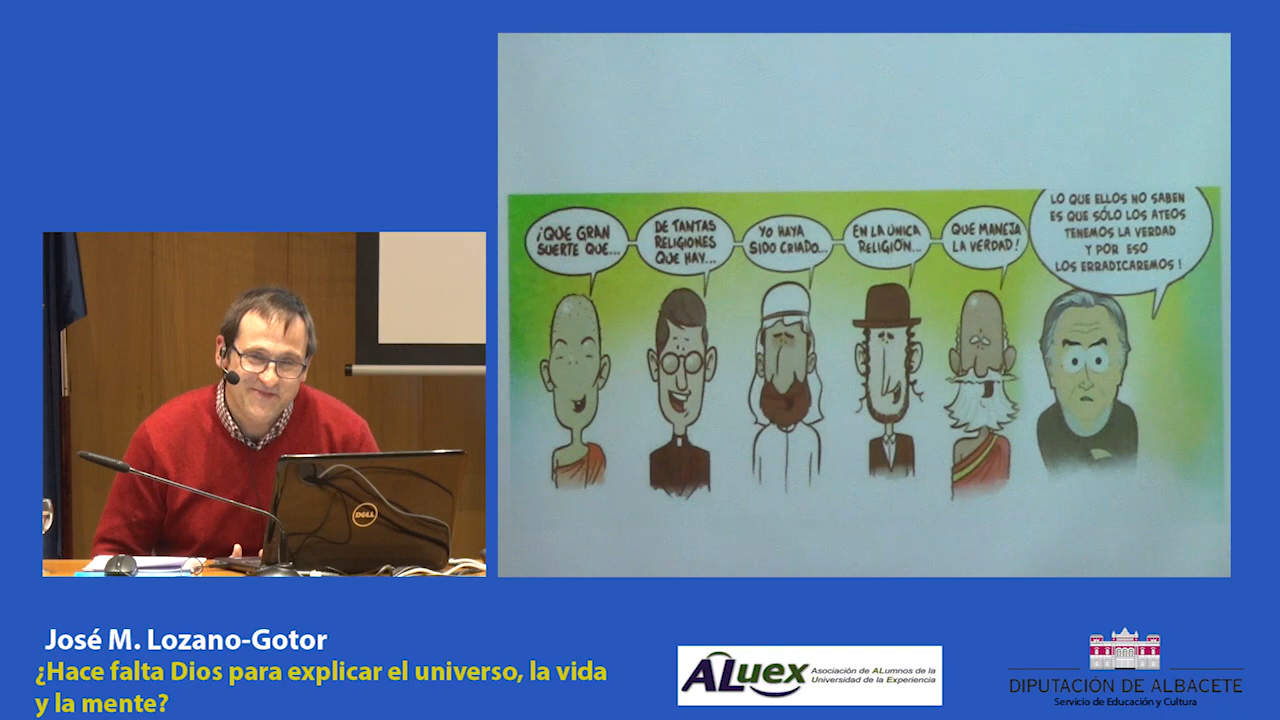 ¡QUE GRAN
SUERTE QUE...
DE TANTAS
RELIGIONES
QUE HAY...
YO HAYA
SIDO CRIADO...
EN LA ÚNICA
RELIGIÓN...
QUE MANEJA
LA VERDAD!
LO QUE ELLOS NO SABEN
ES QUE SÓLO LOS ATEOS
TENEMOS LA VERDAD
Y POR ESO
LOS ERRADICAREMOS!
DELL
José M. Lozano-Gotor
¿Hace falta Dios para explicar el universo, la vida
y la mente?
ALuex
Asociación de ALumnos de la
Universidad de la Experiencia
DIPUTACIÓN DE ALBACETE
Servicio de Educación y Cultura